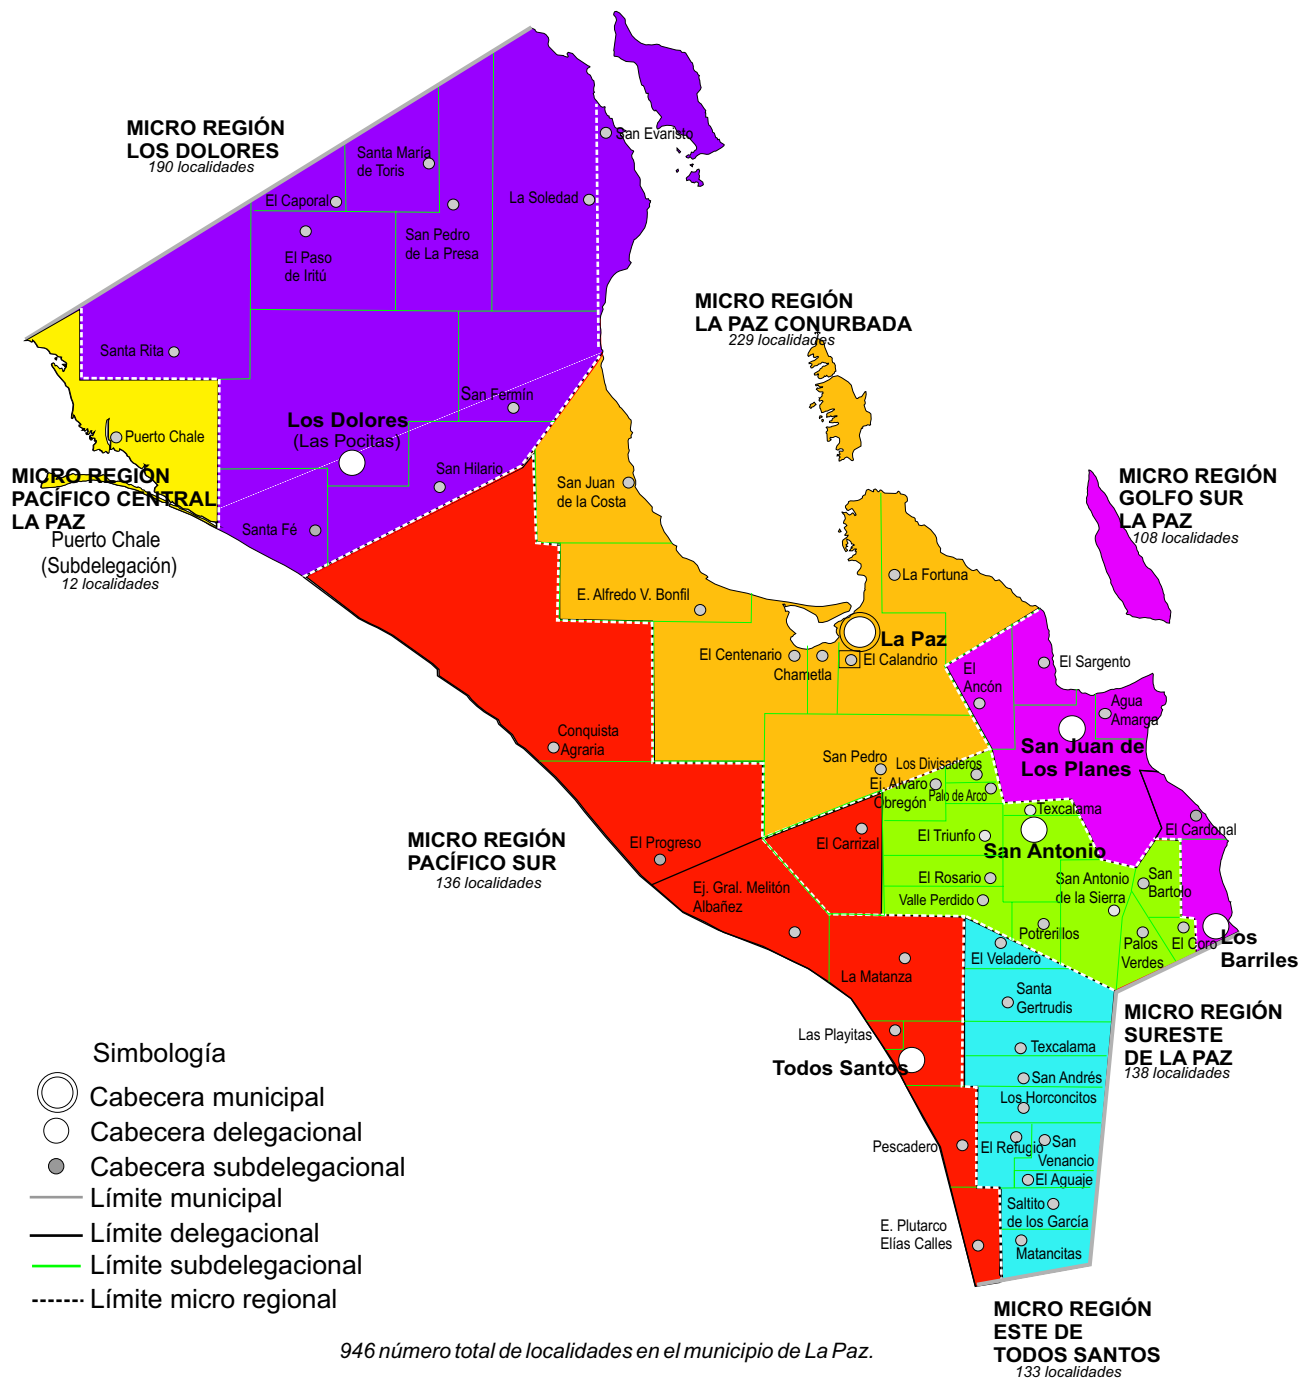 MICRO REGIÓN
LOS DOLORES
190 localidades
San Evaristo
Santa María
de Toris
El Caporal
La Soledad
San Pedro
de La Presa
El Paso
de Iritú
MICRO REGIÓN
LA PAZ CONURBADA
229 localidades
Santa Rita
San Fermín
Los Dolores
(Las Pocitas)
Puerto Chale
San Hilario
MICRO REGIÓN
PACÍFICO CENTRAL
LA PAZ
Puerto Chale
(Subdelegación)
12 localidades
Santa Fé
San Juan
de la Costa
MICRO REGIÓN
GOLFO SUR
LA PAZ
108 localidades
La Fortuna
E. Alfredo V. Bonfil
La Paz
El Centenario
Chametla
El Calandrio
El Sargento
El
Ancón
Agua
Amarga
Conquista
Agraria
San Juan de
Los Planes
San Pedro
Los Divisaderos
Ej. Alvaro
Obregón
Palo de Arco
Texcalama
El Cardonal
MICRO REGIÓN
PACÍFICO SUR
136 localidades
El Progreso
El Carrizal
El Triunfo
San Antonio
Ej. Gral. Melitón
Albañez
El Rosario
San Antonio
de la Sierra
San
Bartolo
Valle Perdido
Potrerillos
Palos
Verdes
El Coro
Los
Barriles
El Veladero
La Matanza
Santa
Gertrudis
MICRO REGIÓN
SURESTE
DE LA PAZ
138 localidades
Las Playitas
Texcalama
Todos Santos
San Andrés
Los Horconcitos
Pescadero
El Refugio
San
Venancio
El Aguaje
Saltito
de los García
E. Plutarco
Elías Calles
Matancitas
Simbología
Cabecera municipal
Cabecera delegacional
Cabecera subdelegacional
Límite municipal
Límite delegacional
Límite subdelegacional
Límite micro regional
MICRO REGIÓN
ESTE DE
TODOS SANTOS
133 localidades
946 número total de localidades en el municipio de La Paz.